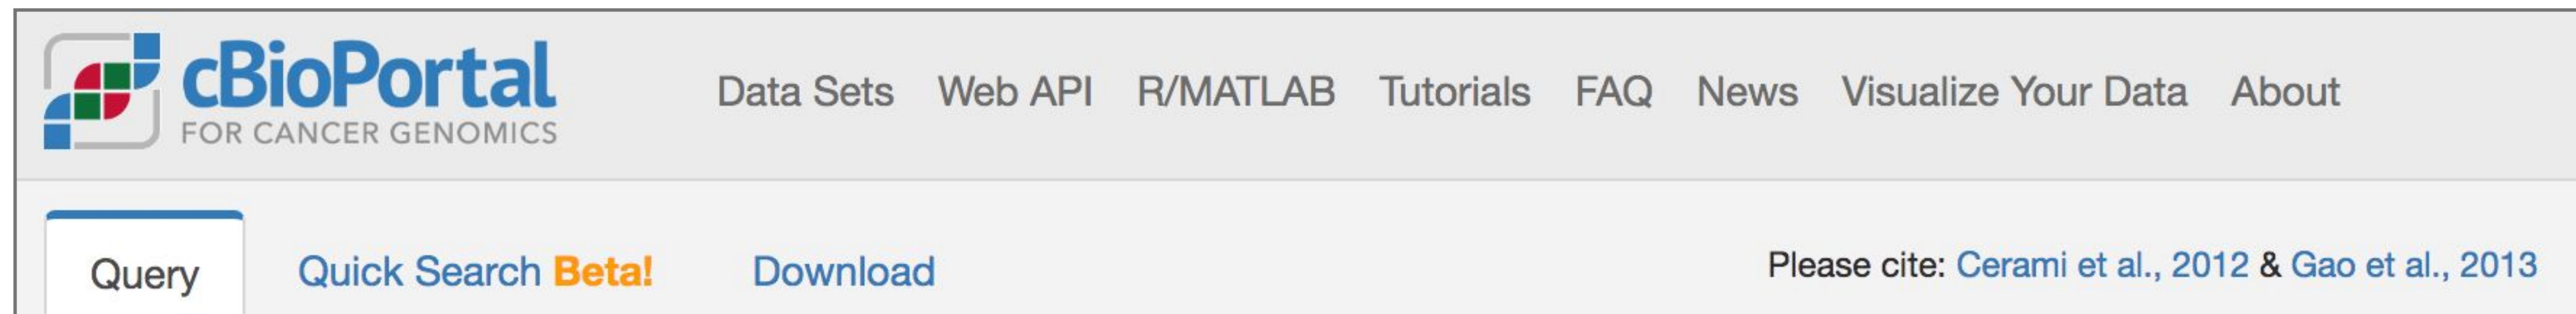 cBioPortal
FOR CANCER GENOMICS
Data Sets Web API R/MATLAB Tutorials FAQ News Visualize Your Data About
Query Quick Search Beta! Download Please cite: Cerami et al., 2012 & Gao et al., 2013